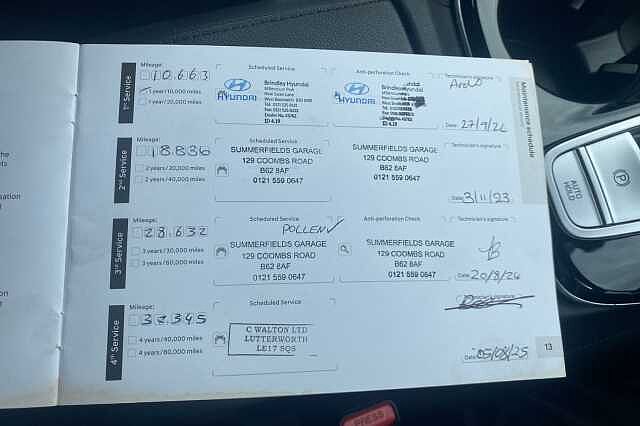 Mileage:
10,663
1 year/10,000 miles
1 year/20,000 miles
1st Service
Scheduled Service
HYUNDAI
Brindley Hyundai
Anti-perforation Check
HYUNDAI
Technician's signature
Date:
Maintenance schedule
Mileage:
18,836
2 years/20,000 miles
2 years/40,000 miles
2nd Service
Scheduled Service
SUMMERFIELDS GARAGE
129 COOMBS ROAD
B62 8AF
0121 559 0647
SUMMERFIELDS GARAGE
129 COOMBS ROAD
B62 8AF
0121 559 0647
Technician's signature
Date: 3/11/23
Mileage:
28,632
3 years/30,000 miles
3 years/60,000 miles
3rd Service
Scheduled Service
POLLEN ✓
SUMMERFIELDS GARAGE
129 COOMBS ROAD
B62 8AF
0121 559 0647
Anti-perforation Check
SUMMERFIELDS GARAGE
129 COOMBS ROAD
B62 8AF
0121 559 0647
Technician's signature
Date: 20/8/24
Mileage:
32,345
4 years/40,000 miles
4 years/80,000 miles
4th Service
Scheduled Service
C WALTON LTD
LUTTERWORTH
LE17 5QS
Date: 05/08/25
13
AUTO
HOLD
P
PRESS